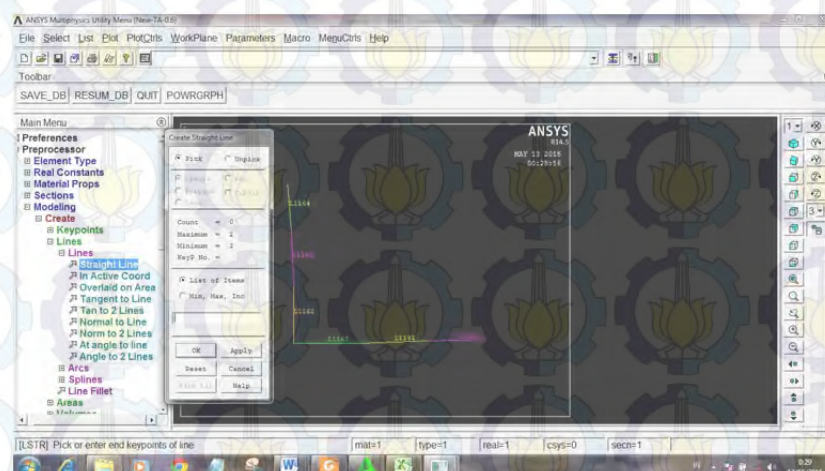 ANSYS Multiphysics Utility Menu (New-TA-0.6)
File Select List Plot PlotCtrls WorkPlane Parameters Macro MenuCtrls Help
Toolbar
SAVE_DB RESUM_DB QUIT POWRGRPH
Main Menu
Preferences
Preprocessor
Element Type
Real Constants
Material Props
Sections
Modeling
Create
Keypoints
Lines
Lines
Straight Line
In Active Coord
Overlaid on Area
Tangent to Line
Tan to 2 Lines
Normal to Line
Norm to 2 Lines
At angle to line
Angle to 2 Lines
Arcs
Splines
Line Fillet
Areas
Create Straight Line
Pick Unpick
Count = 0
Maximum = 2
Minimum = 2
KeyP No. =
List of Items
Min, Max, Inc
OK Apply
Reset Cancel
Help
ANSYS
R14.5
MAY 13 2015
1
3
[LSTR] Pick or enter end keypoints of line
mat=1 type=1 real=1 csys=0 secn=1
0:29